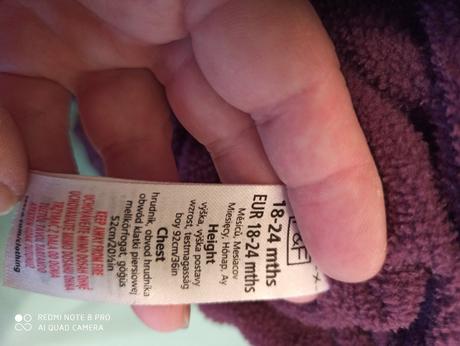 F&F
18-24 mths
EUR 18-24 mths
Měsíců, Mesiacov
Miesięcy, Hónap, Ay
Height
výška, výška postavy
wzrost, testmagasság
boy 92cm/36in
Chest
hrudník, obvod hrudníka
obwód klatki piersiowej
mellkőrfogat, göğüs
52cm/20½in
KEEP AWAY FROM FIRE
REDMI NOTE 8 PRO
AI QUAD CAMERA